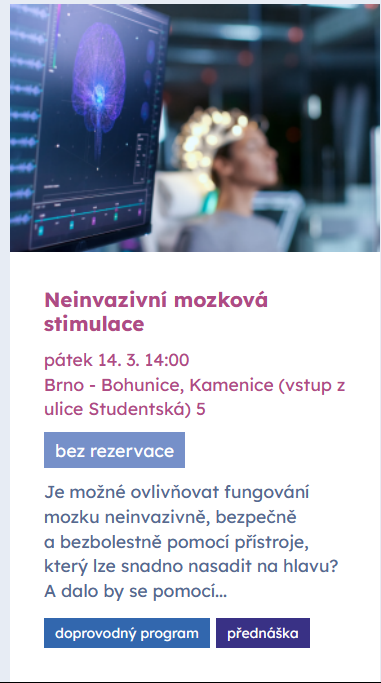 Neinvazivní mozková
stimulace
pátek 14. 3. 14:00
Brno - Bohunice, Kamenice (vstup z
ulice Studentská) 5
bez rezervace
Je možné ovlivňovat fungování
mozku neinvazivně, bezpečně
a bezbolestně pomocí přístroje,
který lze snadno nasadit na hlavu?
A dalo by se pomocí...
doprovodný program
přednáška